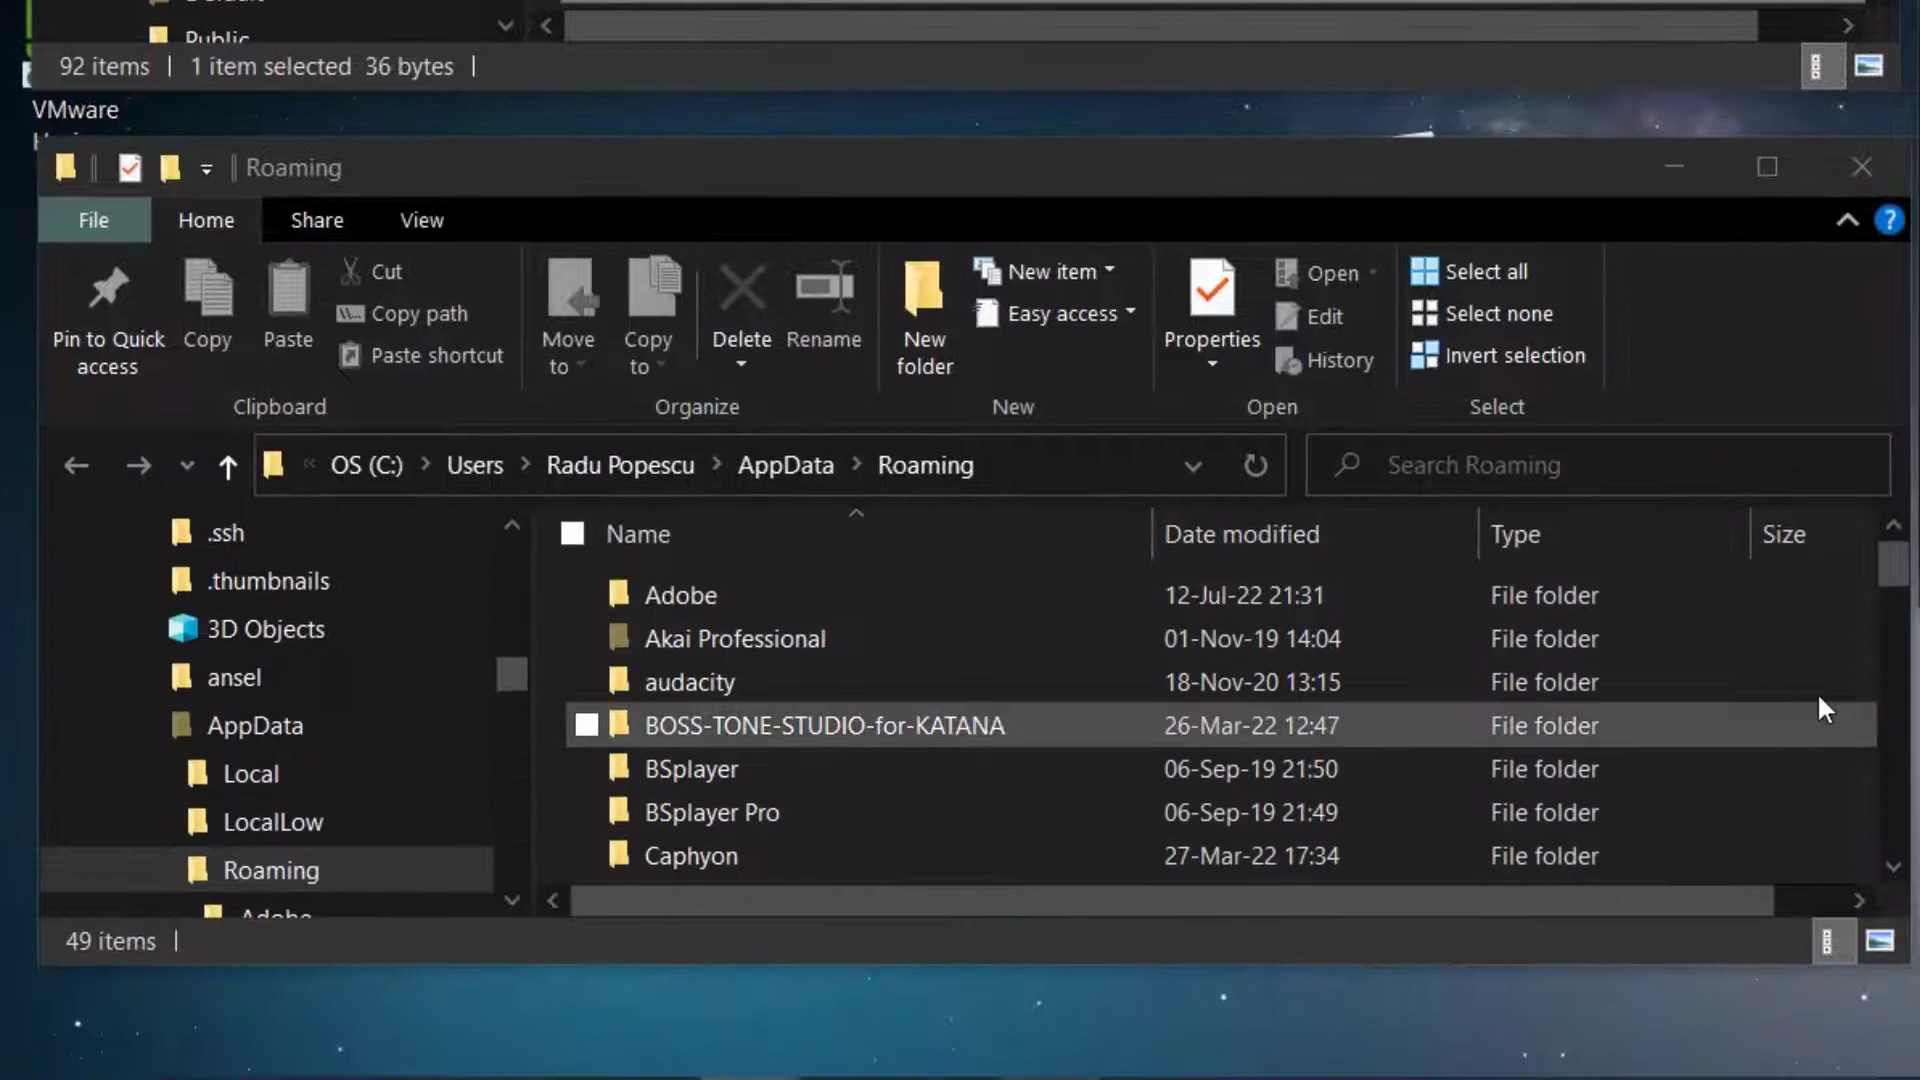 Public
92 items | 1 item selected 36 bytes |
VMware
Roaming
File Home Share View
Pin to Quick access
Copy
Paste
Cut
Copy path
Paste shortcut
Move to
Copy to
Delete
Rename
New folder
New item
Easy access
Properties
Open
Edit
History
Select all
Select none
Invert selection
Clipboard Organize New Open Select
« OS (C:) > Users > Radu Popescu > AppData > Roaming
Search Roaming
.ssh
.thumbnails
3D Objects
ansel
AppData
Local
LocalLow
Roaming
Adobe
Name Date modified Type Size
Adobe 12-Jul-22 21:31 File folder
Akai Professional 01-Nov-19 14:04 File folder
audacity 18-Nov-20 13:15 File folder
BOSS-TONE-STUDIO-for-KATANA 26-Mar-22 12:47 File folder
BSplayer 06-Sep-19 21:50 File folder
BSplayer Pro 06-Sep-19 21:49 File folder
Caphyon 27-Mar-22 17:34 File folder
49 items |